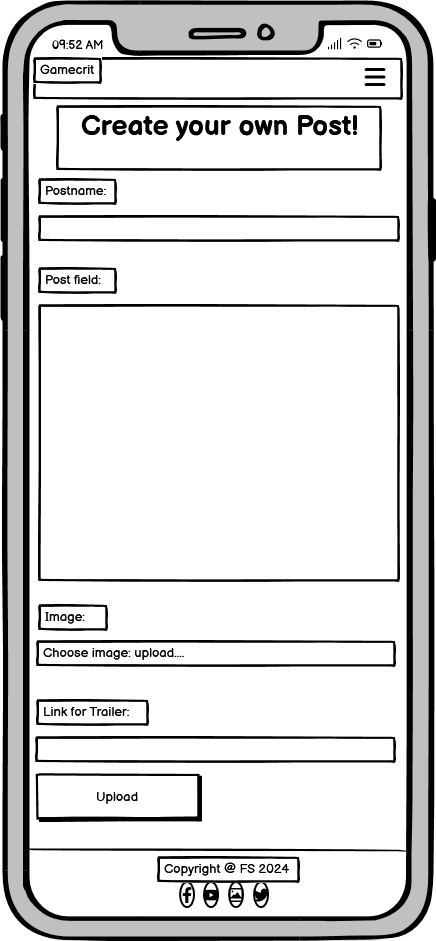 09:52 AM
Gamecrit
Create your own Post!
Postname:
Post field:
Image:
Choose image: upload....
Link for Trailer:
Upload
Copyright @ FS 2024